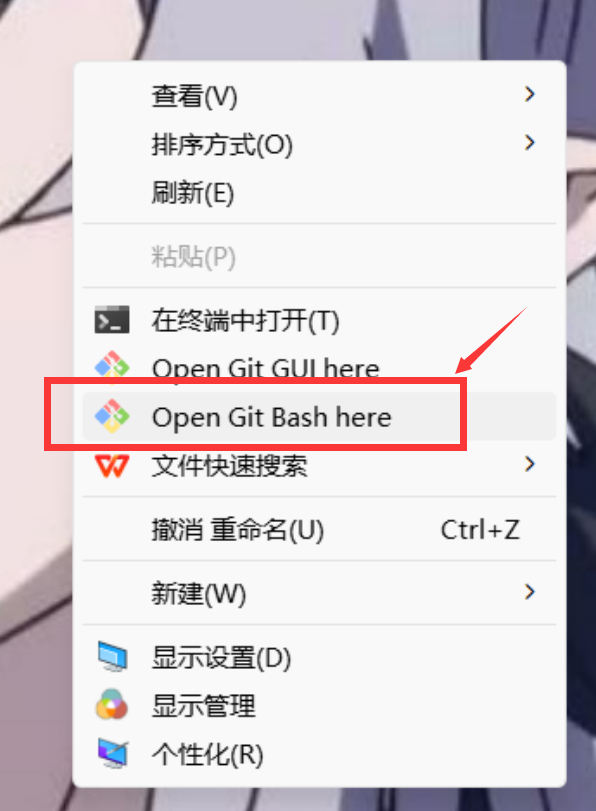 查看(V)
排序方式(O)
刷新(E)
粘贴(P)
在终端中打开(T)
Open Git GUI here
Open Git Bash here
文件快速搜索
撤消 重命名(U) Ctrl+Z
新建(W)
显示设置(D)
显示管理
个性化(R)